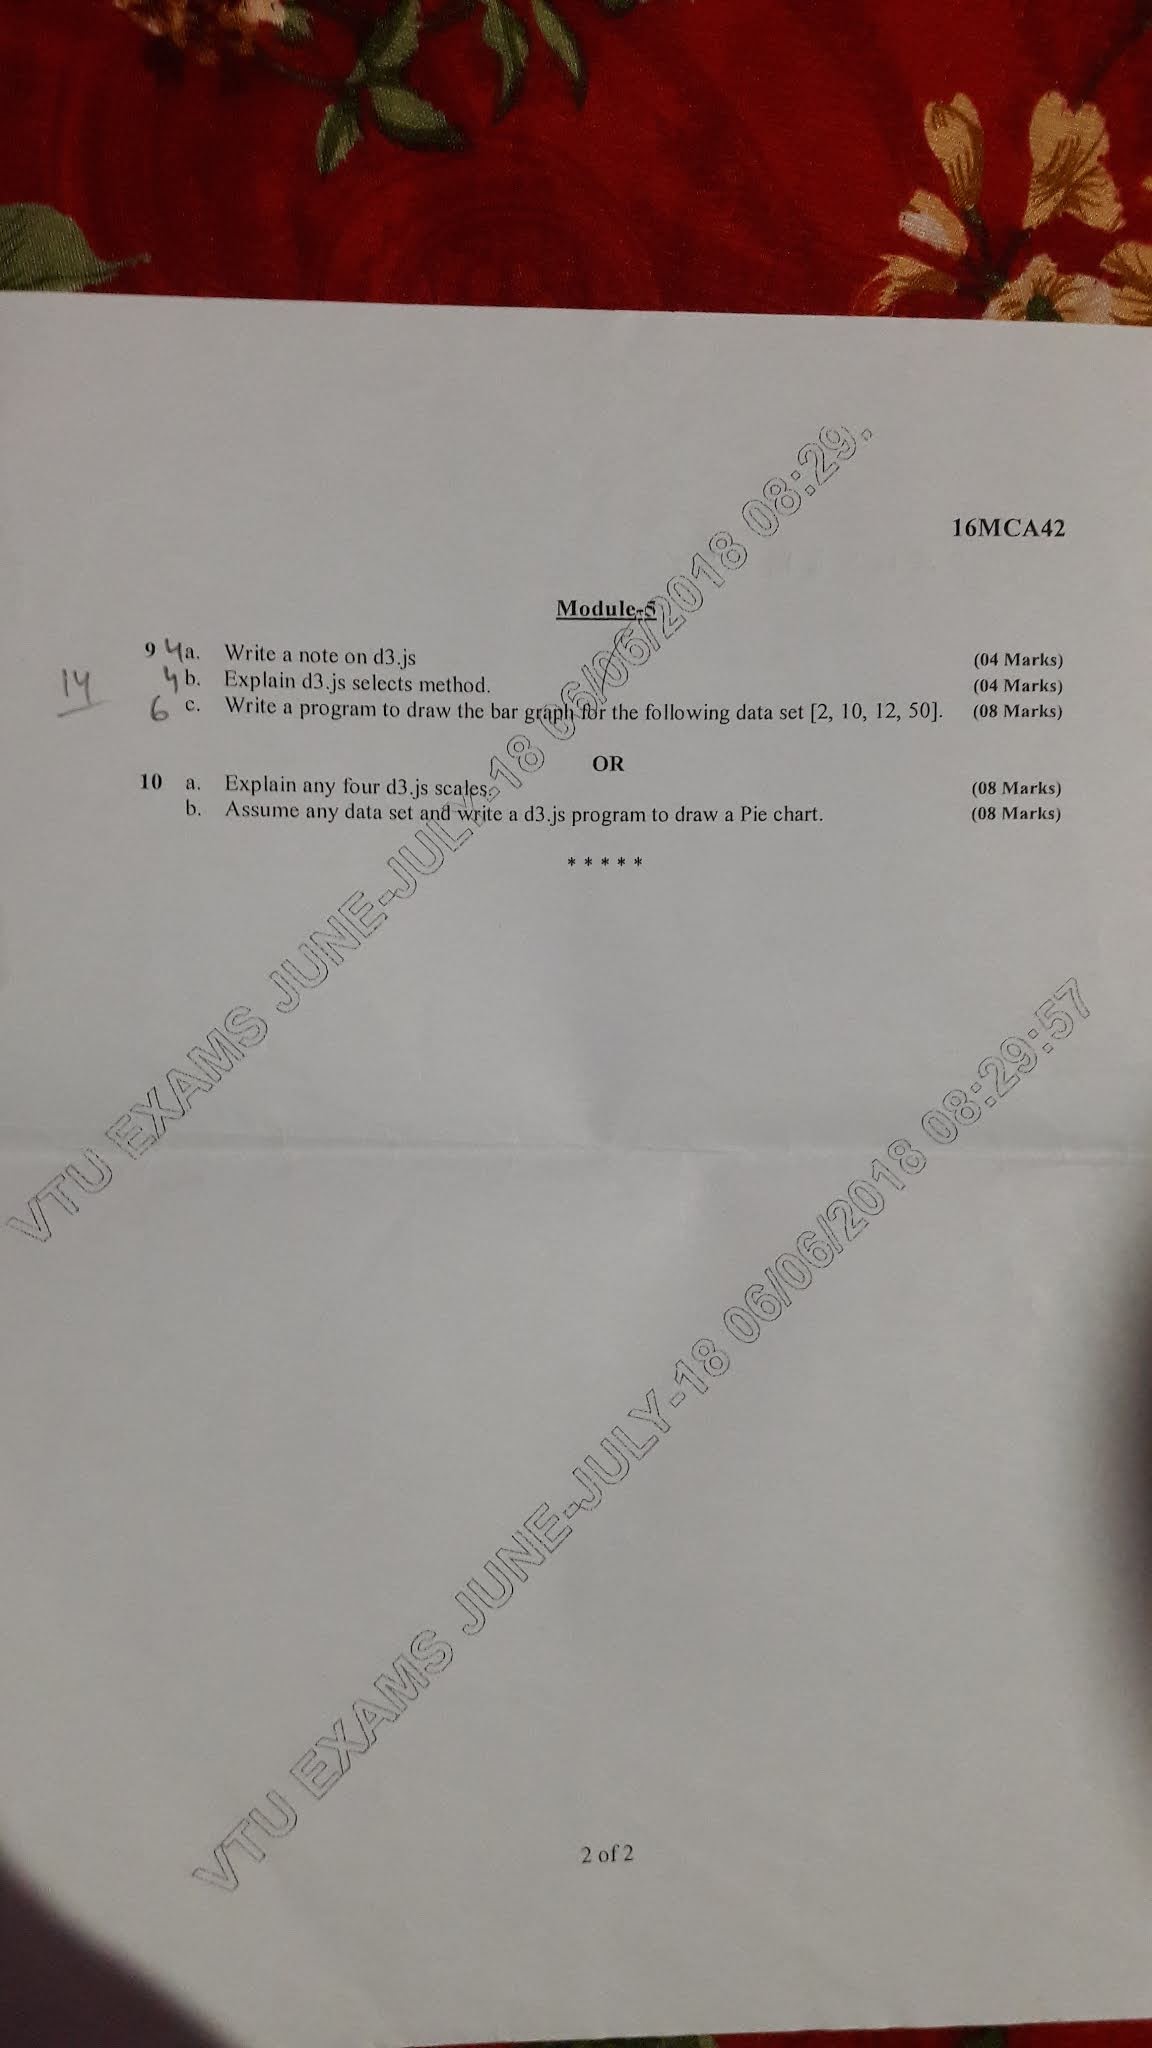 16MCA42
Module-5
9 4 a. Write a note on d3.js (04 Marks)
14 4 b. Explain d3.js selects method. (04 Marks)
6 c. Write a program to draw the bar graph for the following data set [2, 10, 12, 50]. (08 Marks)
OR
10 a. Explain any four d3.js scales. (08 Marks)
b. Assume any data set and write a d3.js program to draw a Pie chart. (08 Marks)
* * * * *
VTU EXAMS JUNE-JULY-18 06/06/2018 08:29:
VTU EXAMS JUNE-JULY-18 06/06/2018 08:29:57
2 of 2